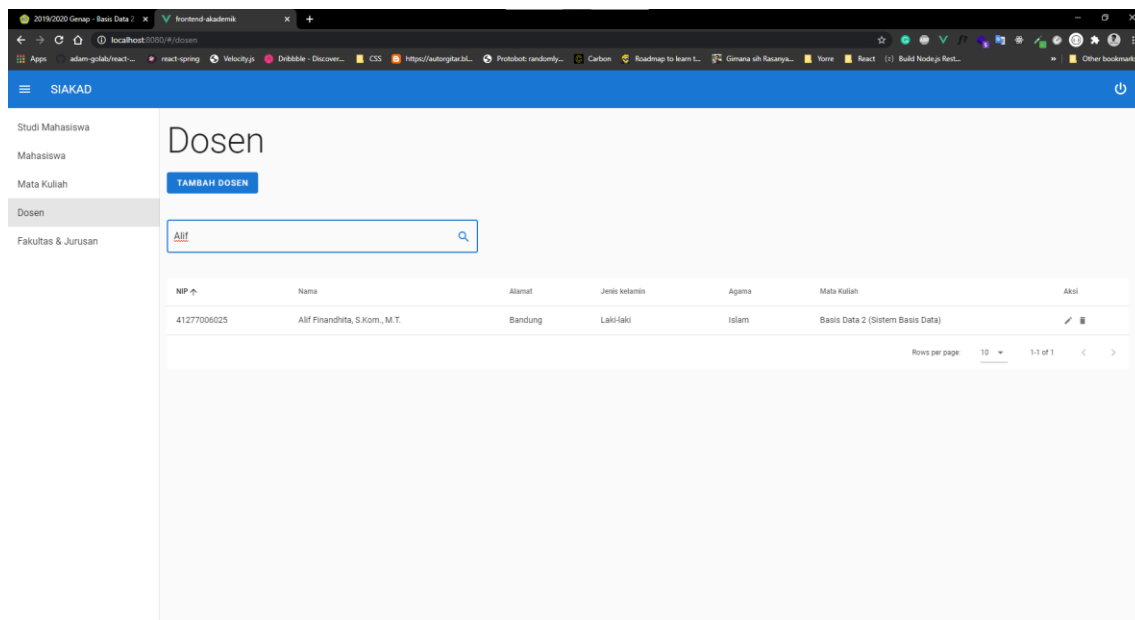 2019/2020 Genap - Basis Data 2
frontend-akademik
localhost:8080/#/dosen
Apps adam-golab/react-... react-spring Velocity.js Dribbble - Discover... CSS https://autorgitar.bl... Protobot: randomly... Carbon Roadmap to learn t... Gimana sih Rasanya... Yorre React Build Node.js Rest... » Other bookmark
SIAKAD
Studi Mahasiswa
Mahasiswa
Mata Kuliah
Dosen
Fakultas & Jurusan
Dosen
TAMBAH DOSEN
Alif
NIP Nama Alamat Jenis kelamin Agama Mata Kuliah Aksi
41277006025 Alif Finandhita, S.Kom., M.T. Bandung Laki-laki Islam Basis Data 2 (Sistem Basis Data)
Rows per page: 10 1-1 of 1